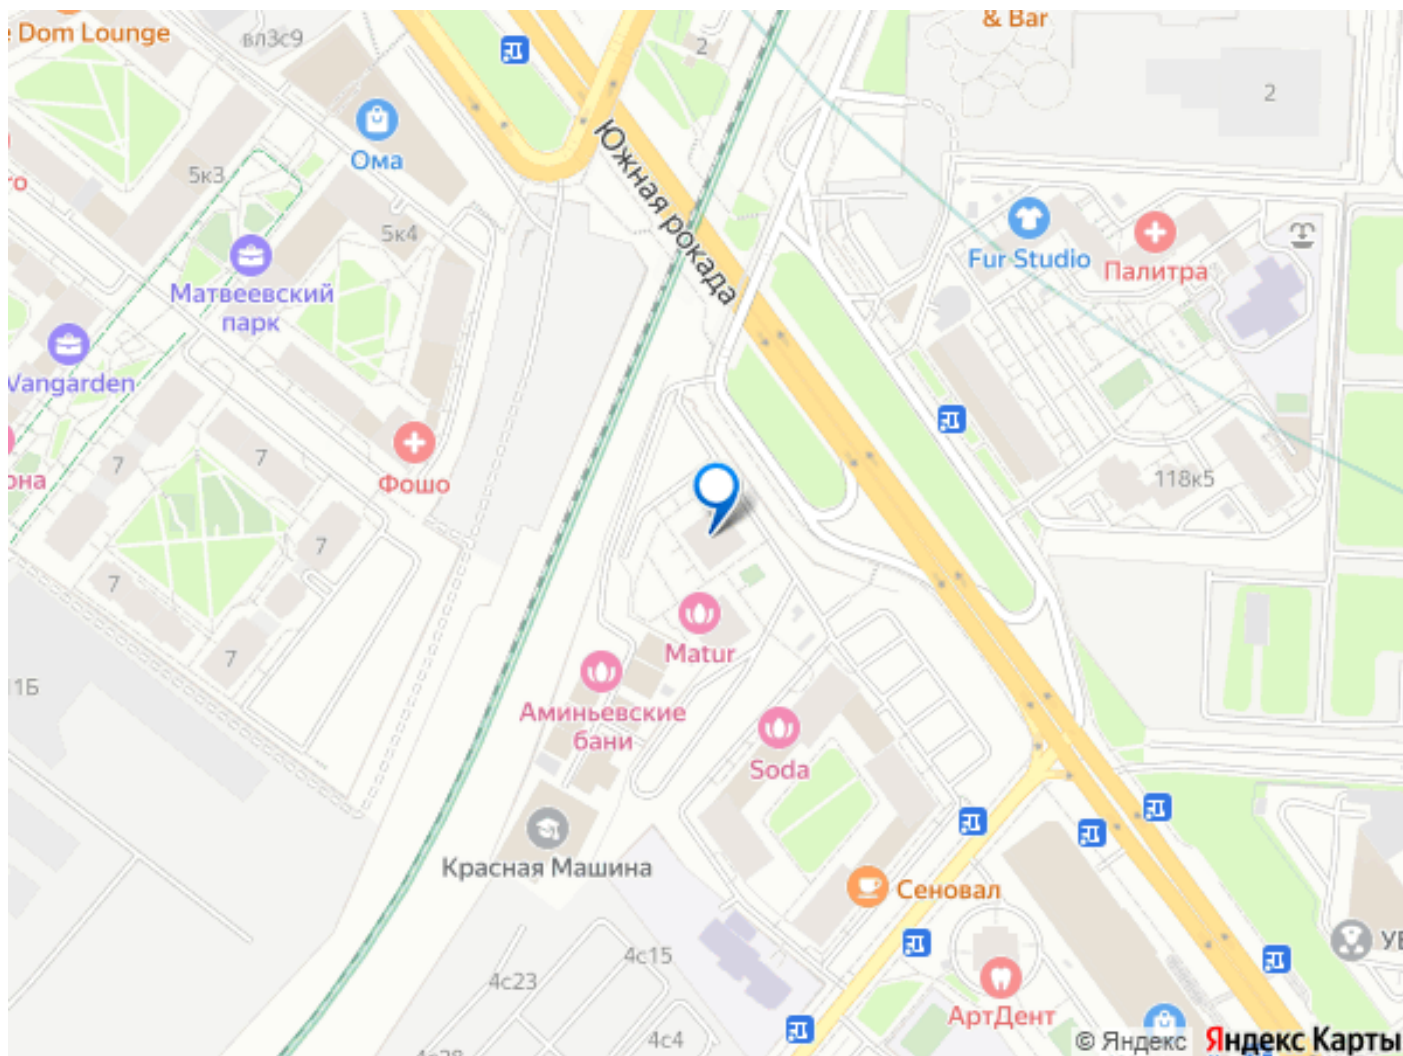 Dom Lounge
вл3с9
2
& Bar
2
Ома
5к3
Южная рокада
5к4
Матвеевский
парк
Fur Studio
Палитра
Vangarden
7
7
Фошо
118к5
7
7
7
Matur
11Б
Аминьевские
бани
Soda
Красная Машина
Сеновал
4с15
4с23
АртДент
4с4
© Яндекс Яндекс Карты